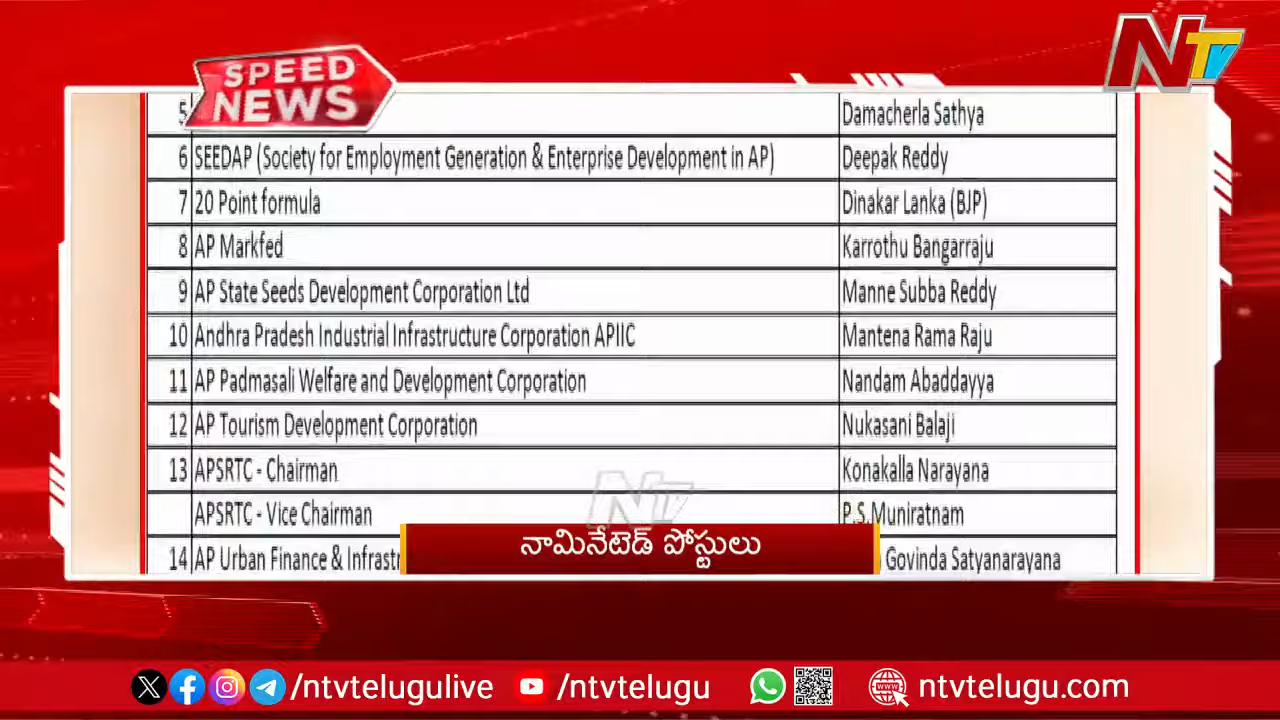 SPEED
NEWS
NTV
5 Damacherla Sathya
6 SEEDAP (Society for Employment Generation & Enterprise Development in AP) Deepak Reddy
7 20 Point formula Dinakar Lanka (BJP)
8 AP Markfed Karrothu Bangarraju
9 AP State Seeds Development Corporation Ltd Manne Subba Reddy
10 Andhra Pradesh Industrial Infrastructure Corporation APIIC Mantena Rama Raju
11 AP Padmasali Welfare and Development Corporation Nandam Abaddayya
12 AP Tourism Development Corporation Nukasani Balaji
13 APSRTC - Chairman Konakalla Narayana
NTV
APSRTC - Vice Chairman P.S.Muniratnam
14 AP Urban Finance & Govinda Satyanarayana
నామినేటెడ్ పోస్టులు
/ntvtelugulive /ntvtelugu ntvtelugu.com